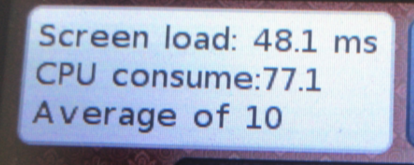 Screen load: 48.1 ms
CPU consume:77.1
Average of 10